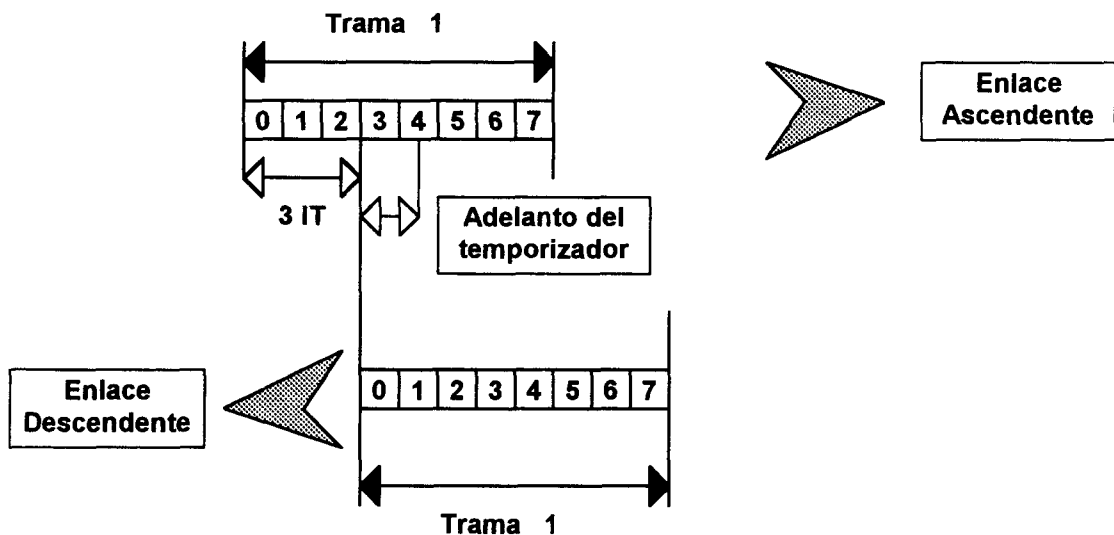 Trama 1
0 1 2 3 4 5 6 7
Enlace
Ascendente
3 IT
Adelanto del
temporizador
Enlace
Descendente
0 1 2 3 4 5 6 7
Trama 1